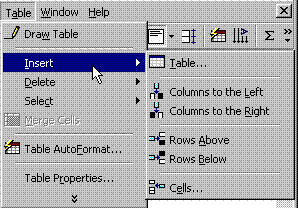 Table Window Help
Draw Table
Insert
Delete
Select
Merge Cells
Table AutoFormat...
Table Properties...
Table...
Columns to the Left
Columns to the Right
Rows Above
Rows Below
Cells...